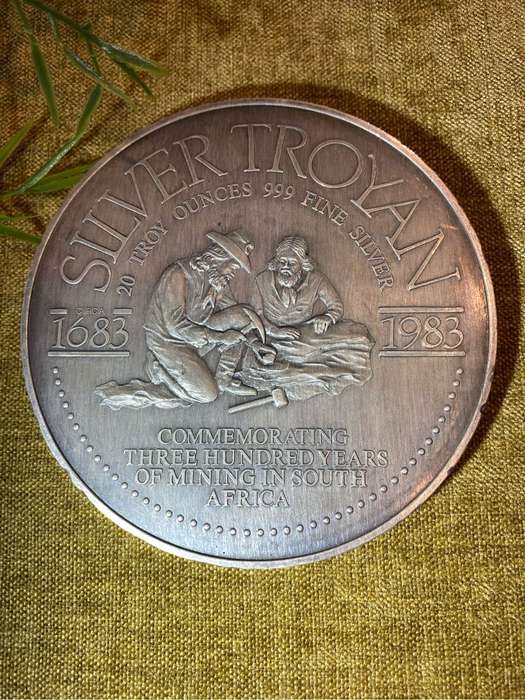 SILVER TROYAN
20 TROY OUNCES 999 FINE SILVER
CIRCA
1683
1983
COMMEMORATING
THREE HUNDRED YEARS
OF MINING IN SOUTH
AFRICA